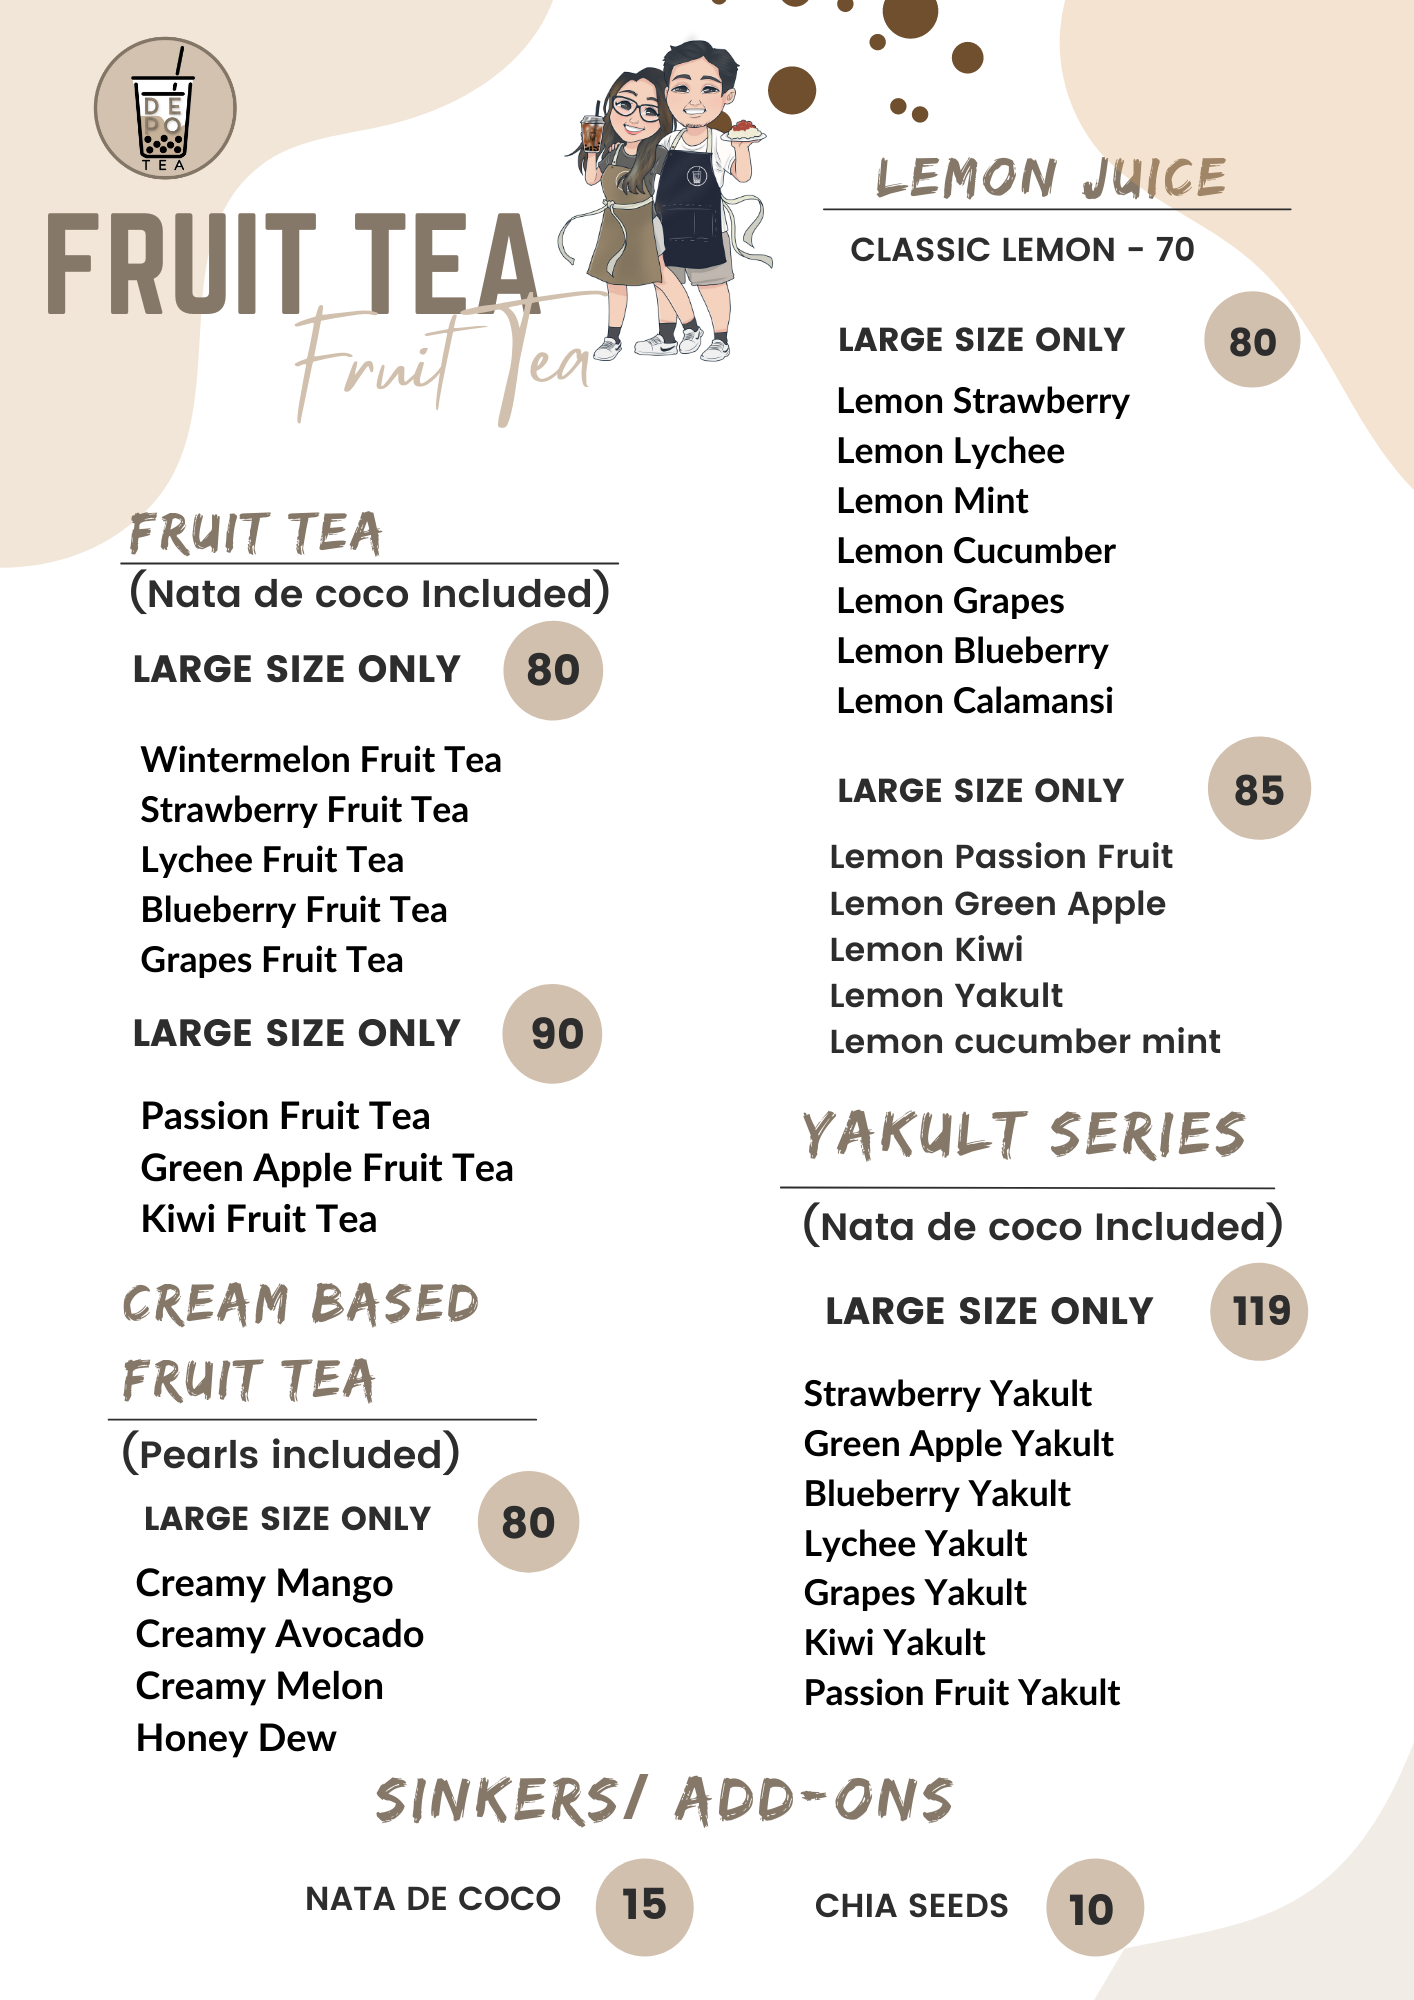 DE
PO
TEA
FRUIT TEA
Fruit Tea
FRUIT TEA
(Nata de coco Included)
LARGE SIZE ONLY 80
Wintermelon Fruit Tea
Strawberry Fruit Tea
Lychee Fruit Tea
Blueberry Fruit Tea
Grapes Fruit Tea
LARGE SIZE ONLY 90
Passion Fruit Tea
Green Apple Fruit Tea
Kiwi Fruit Tea
CREAM BASED
FRUIT TEA
(Pearls included)
LARGE SIZE ONLY 80
Creamy Mango
Creamy Avocado
Creamy Melon
Honey Dew
LEMON JUICE
CLASSIC LEMON - 70
LARGE SIZE ONLY 80
Lemon Strawberry
Lemon Lychee
Lemon Mint
Lemon Cucumber
Lemon Grapes
Lemon Blueberry
Lemon Calamansi
LARGE SIZE ONLY 85
Lemon Passion Fruit
Lemon Green Apple
Lemon Kiwi
Lemon Yakult
Lemon cucumber mint
YAKULT SERIES
(Nata de coco Included)
LARGE SIZE ONLY 119
Strawberry Yakult
Green Apple Yakult
Blueberry Yakult
Lychee Yakult
Grapes Yakult
Kiwi Yakult
Passion Fruit Yakult
SINKERS/ ADD-ONS
NATA DE COCO 15
CHIA SEEDS 10